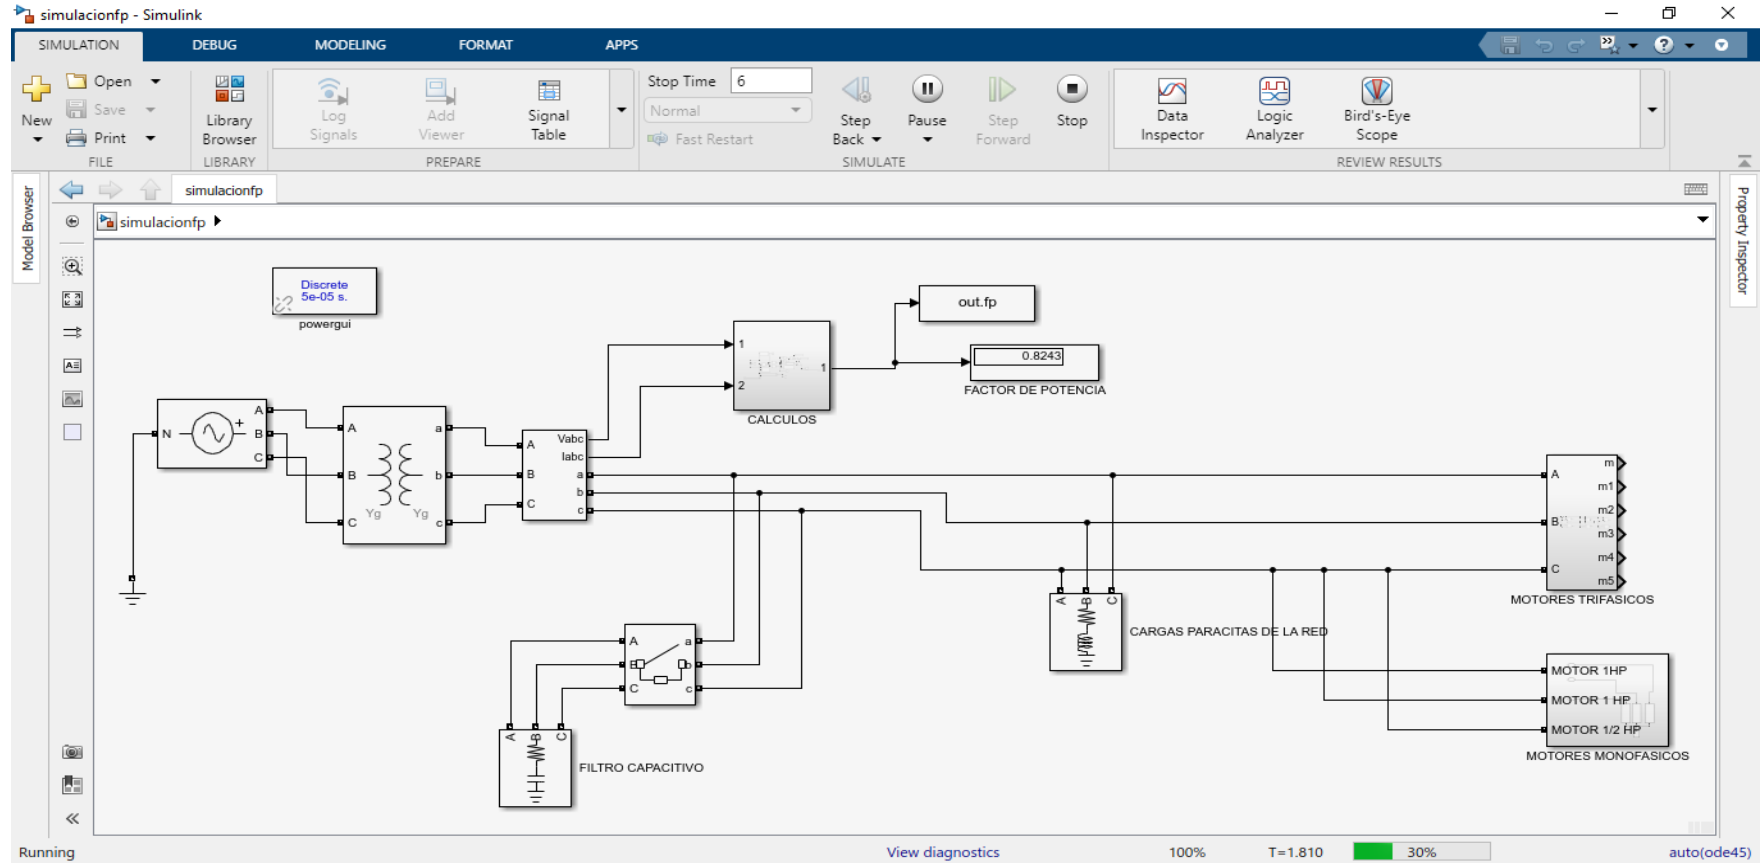 simulacionfp - Simulink
SIMULATION DEBUG MODELING FORMAT APPS
New
Open
Save
Print
FILE
Library
Browser
LIBRARY
Log
Signals
Add
Viewer
Signal
Table
PREPARE
Stop Time 6
Normal
Fast Restart
Step
Back
Pause
Step
Forward
Stop
SIMULATE
Data
Inspector
Logic
Analyzer
Bird's-Eye
Scope
REVIEW RESULTS
Model Browser
simulacionfp
simulacionfp
Property Inspector
Discrete
5e-05 s.
powergui
out.fp
0.8243
FACTOR DE POTENCIA
1
2
1
CALCULOS
N
A
B
C
+
A
B
C
a
b
c
Yg
Yg
A
B
C
Vabc
Iabc
a
b
c
A
B
C
m
m1
m2
m3
m4
m5
MOTORES TRIFASICOS
A
B
C
CARGAS PARACITAS DE LA RED
A
B
C
a
b
c
A
B
C
FILTRO CAPACITIVO
MOTOR 1HP
MOTOR 1 HP
MOTOR 1/2 HP
MOTORES MONOFASICOS
Running
View diagnostics
100%
T=1.810
30%
auto(ode45)